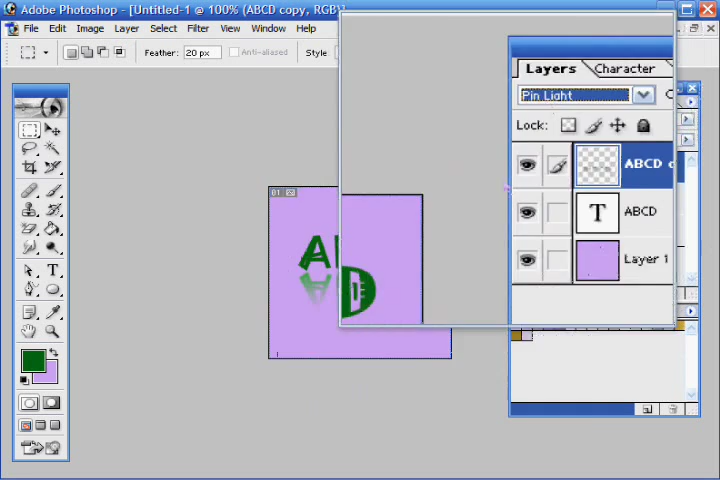 Adobe Photoshop - [Untitled-1 @ 100% (ABCD copy, RGB)]
File Edit Image Layer Select Filter View Window Help
Feather: 20 px Anti-aliased Style
Layers Character
Pin Light
Lock:
ABCD
T ABCD
Layer 1
A
D
T